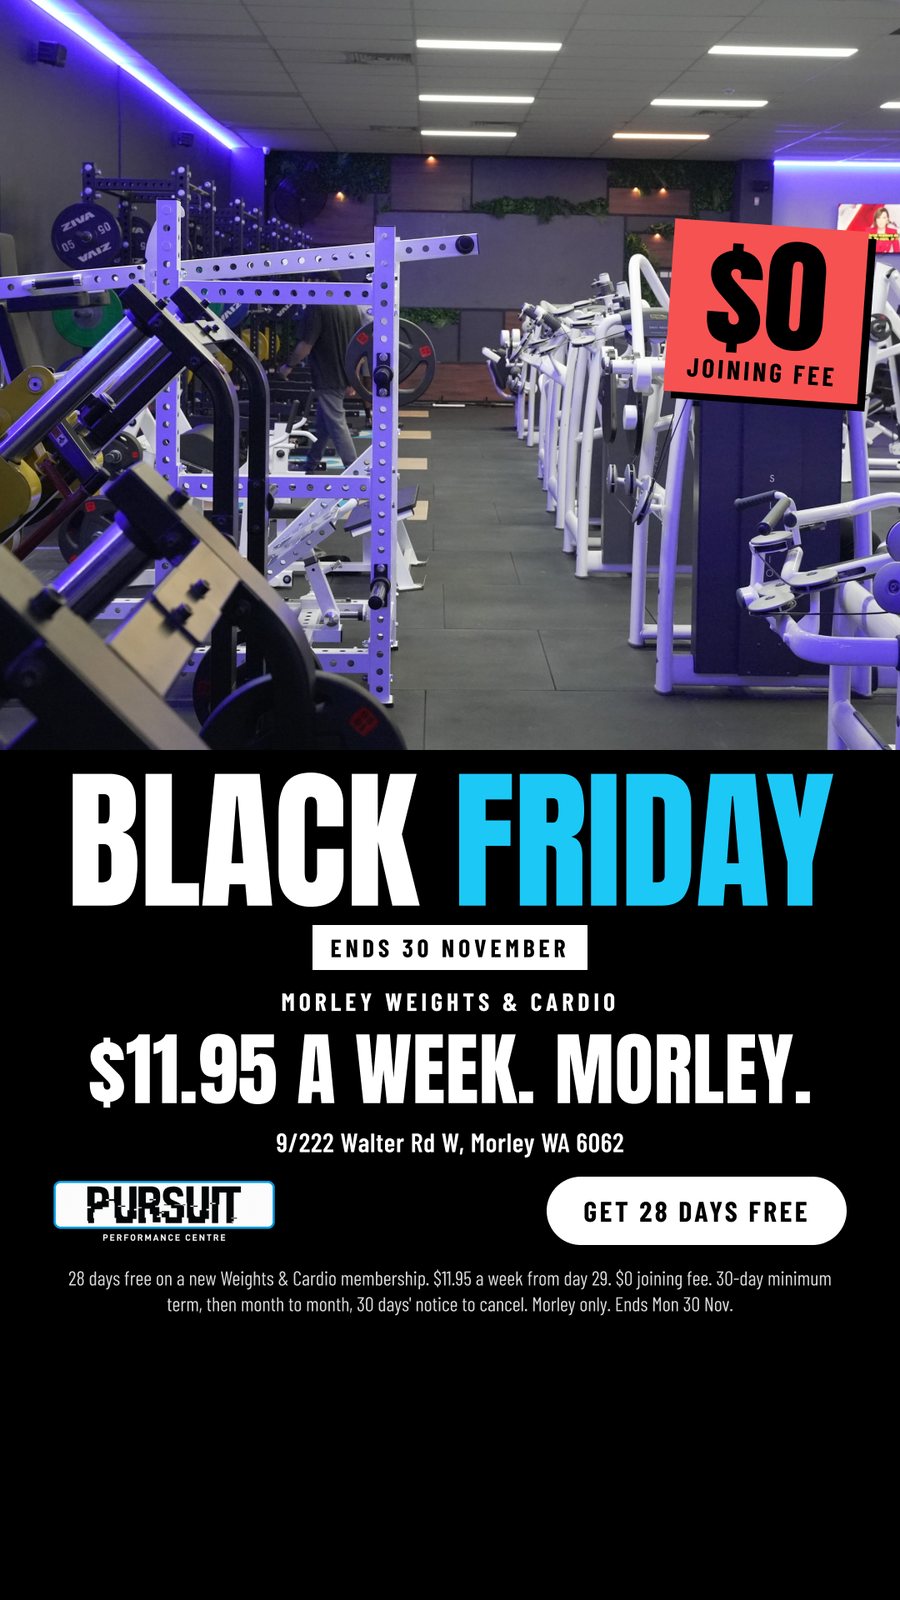 ZIVA
05
50
ZIVA
$0
JOINING FEE
S
BLACK FRIDAY
ENDS 30 NOVEMBER
MORLEY WEIGHTS & CARDIO
$11.95 A WEEK. MORLEY.
9/222 Walter Rd W, Morley WA 6062
PURSUIT
PERFORMANCE CENTRE
GET 28 DAYS FREE
28 days free on a new Weights & Cardio membership. $11.95 a week from day 29. $0 joining fee. 30-day minimum
term, then month to month, 30 days' notice to cancel. Morley only. Ends Mon 30 Nov.